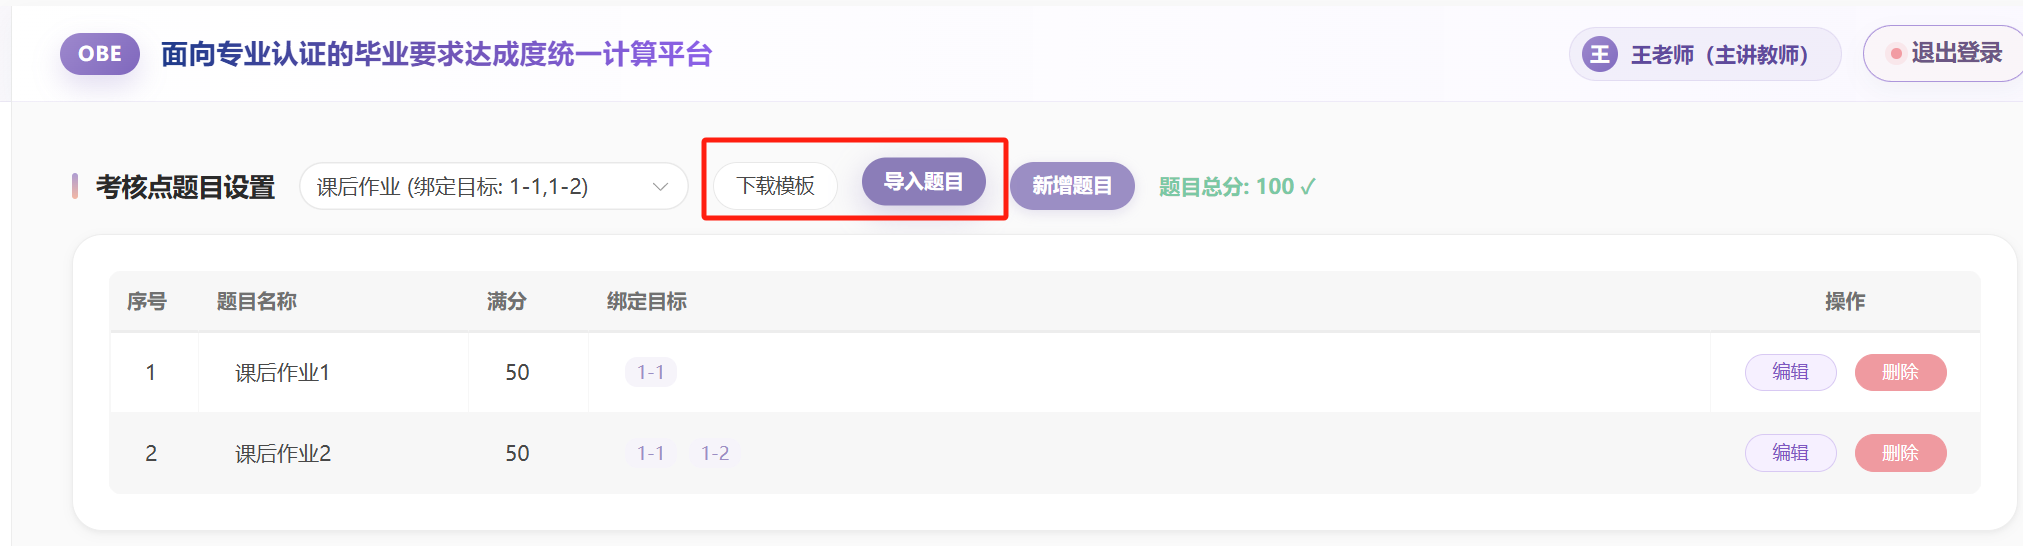 OBE 面向专业认证的毕业要求达成度统一计算平台 王 王老师（主讲教师） 退出登录
考核点题目设置 课后作业 (绑定目标: 1-1,1-2) 下载模板 导入题目 新增题目 题目总分: 100 ✓
序号 题目名称 满分 绑定目标 操作
1 课后作业1 50 1-1 编辑 删除
2 课后作业2 50 1-1 1-2 编辑 删除